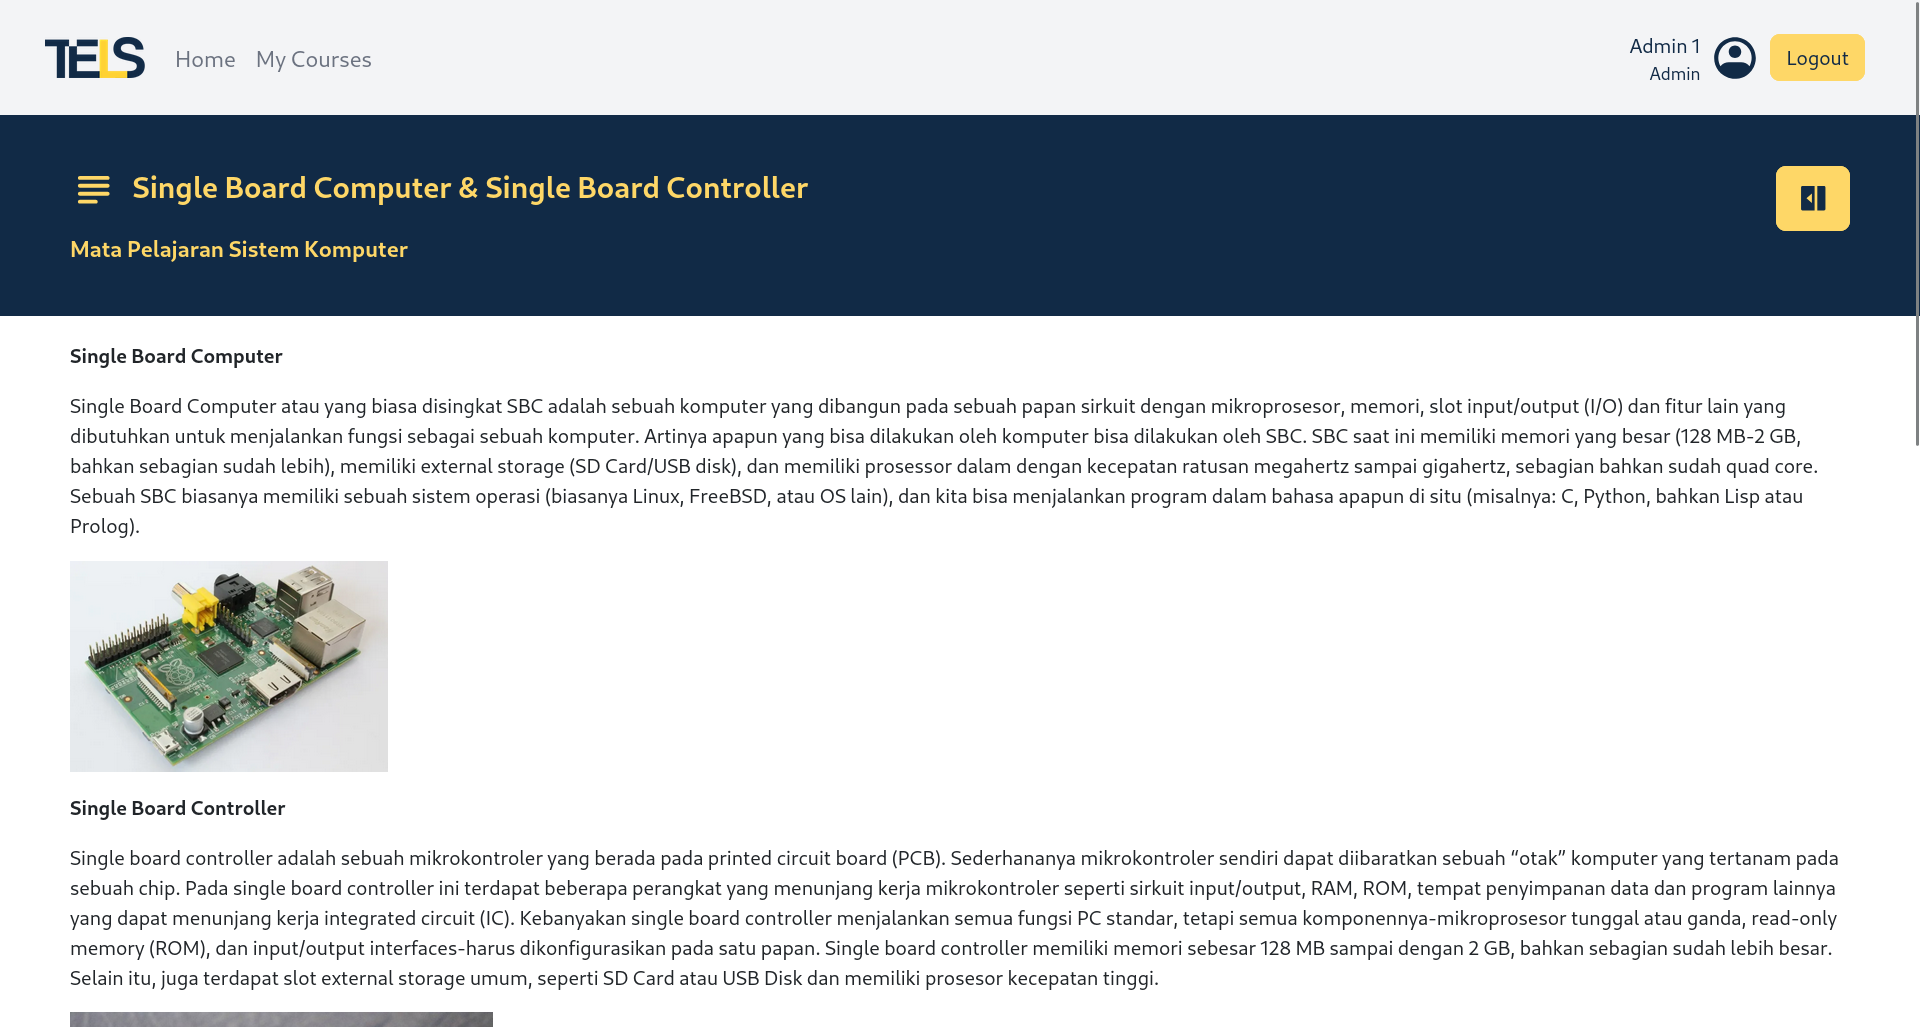 TELS
Home My Courses
Admin 1
Admin
Logout
Single Board Computer & Single Board Controller
Mata Pelajaran Sistem Komputer
Single Board Computer
Single Board Computer atau yang biasa disingkat SBC adalah sebuah komputer yang dibangun pada sebuah papan sirkuit dengan mikroprosesor, memori, slot input/output (I/O) dan fitur lain yang
dibutuhkan untuk menjalankan fungsi sebagai sebuah komputer. Artinya apapun yang bisa dilakukan oleh komputer bisa dilakukan oleh SBC. SBC saat ini memiliki memori yang besar (128 MB-2 GB,
bahkan sebagian sudah lebih), memiliki external storage (SD Card/USB disk), dan memiliki prosessor dalam dengan kecepatan ratusan megahertz sampai gigahertz, sebagian bahkan sudah quad core.
Sebuah SBC biasanya memiliki sebuah sistem operasi (biasanya Linux, FreeBSD, atau OS lain), dan kita bisa menjalankan program dalam bahasa apapun di situ (misalnya: C, Python, bahkan Lisp atau
Prolog).
Single Board Controller
Single board controller adalah sebuah mikrokontroler yang berada pada printed circuit board (PCB). Sederhananya mikrokontroler sendiri dapat diibaratkan sebuah “otak” komputer yang tertanam pada
sebuah chip. Pada single board controller ini terdapat beberapa perangkat yang menunjang kerja mikrokontroler seperti sirkuit input/output, RAM, ROM, tempat penyimpanan data dan program lainnya
yang dapat menunjang kerja integrated circuit (IC). Kebanyakan single board controller menjalankan semua fungsi PC standar, tetapi semua komponennya-mikroprosesor tunggal atau ganda, read-only
memory (ROM), dan input/output interfaces-harus dikonfigurasikan pada satu papan. Single board controller memiliki memori sebesar 128 MB sampai dengan 2 GB, bahkan sebagian sudah lebih besar.
Selain itu, juga terdapat slot external storage umum, seperti SD Card atau USB Disk dan memiliki prosesor kecepatan tinggi.